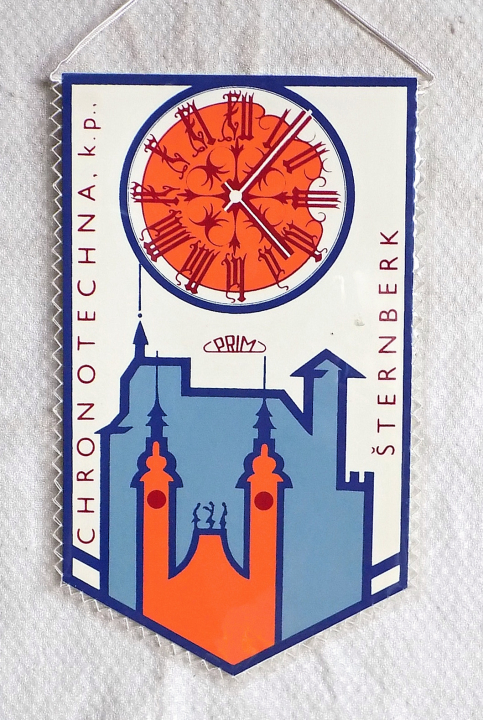 CHRONOTECHNA, k.p.,
PRIM
ŠTERNBERK